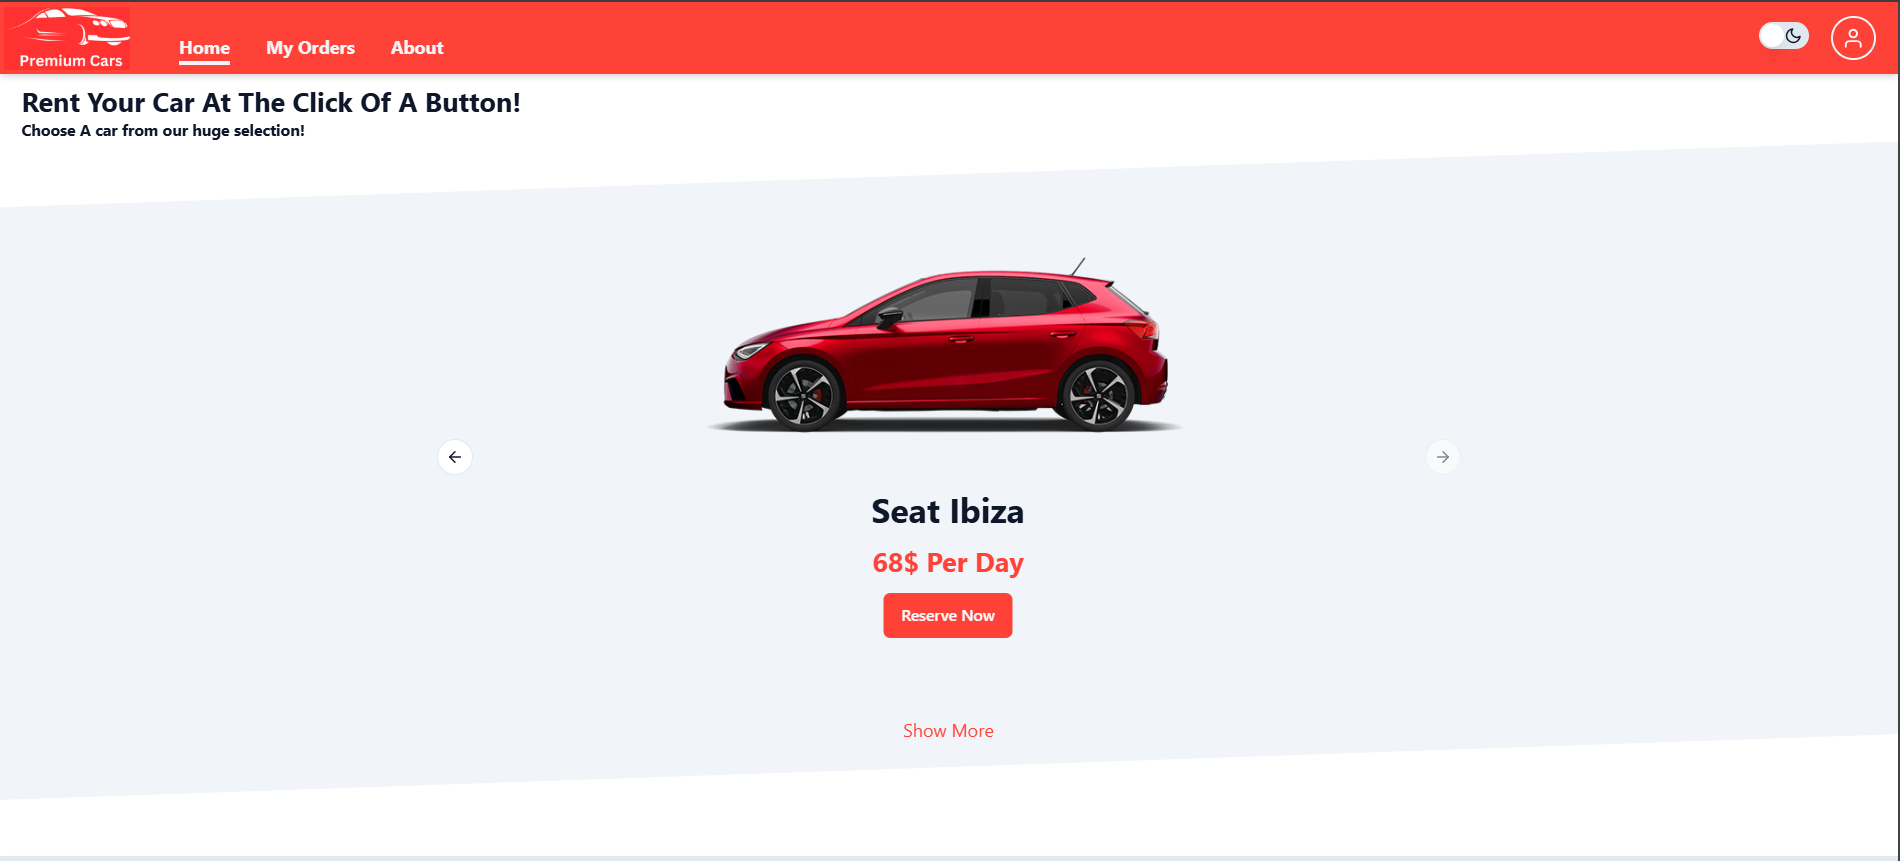 Premium Cars
Home
My Orders
About
Rent Your Car At The Click Of A Button!
Choose A car from our huge selection!
Seat Ibiza
68$ Per Day
Reserve Now
Show More